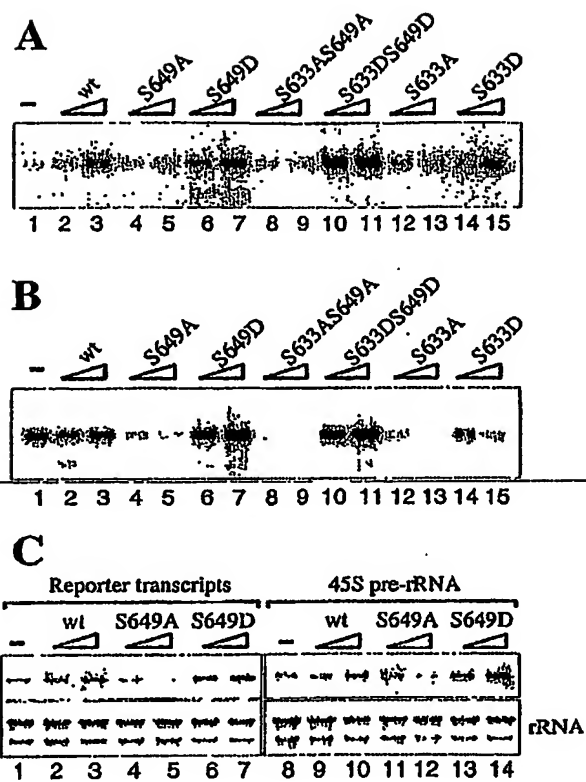 A
– wt S649A S649D S633AS649A S633DS649D S633A S633D
1 2 3 4 5 6 7 8 9 10 11 12 13 14 15
B
– wt S649A S649D S633AS649A S633DS649D S633A S633D
1 2 3 4 5 6 7 8 9 10 11 12 13 14 15
C
Reporter transcripts 45S pre-rRNA
– wt S649A S649D – wt S649A S649D
rRNA
1 2 3 4 5 6 7 8 9 10 11 12 13 14